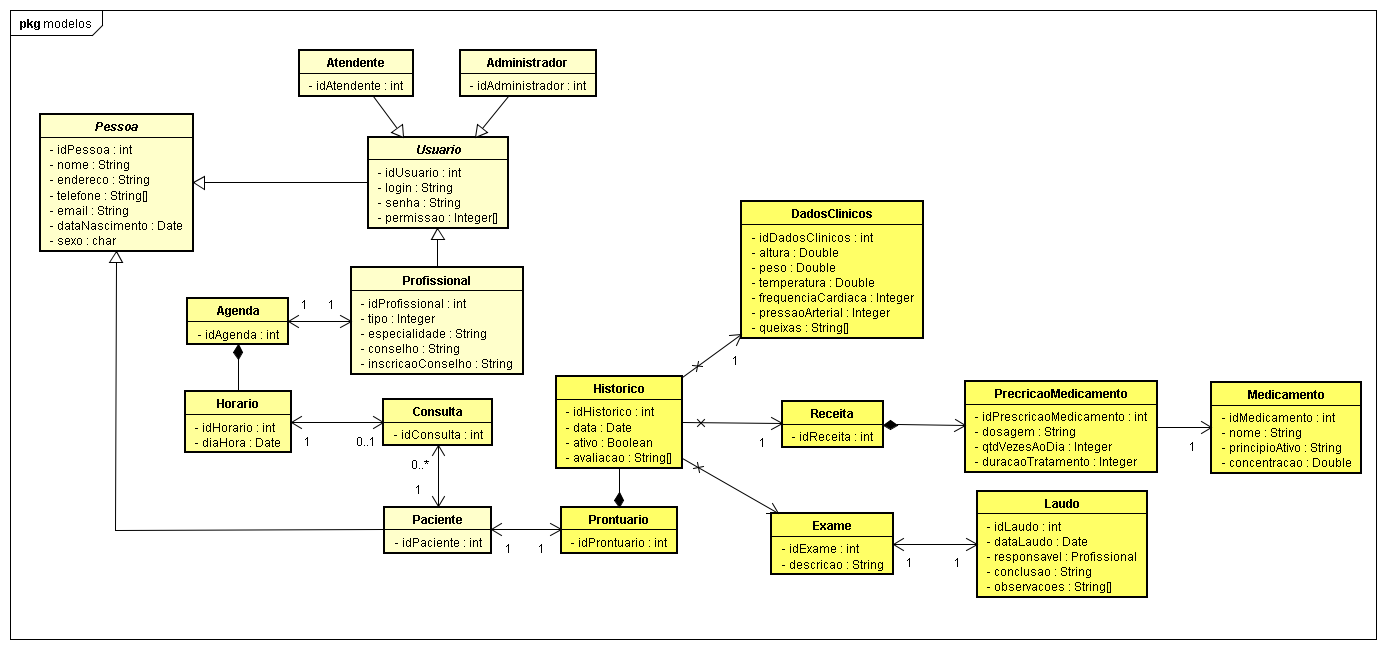 pkg modelos
Atendente
- idAtendente : int
Administrador
- idAdministrador : int
Pessoa
- idPessoa : int
- nome : String
- endereco : String
- telefone : String[]
- email : String
- dataNascimento : Date
- sexo : char
Usuario
- idUsuario : int
- login : String
- senha : String
- permissao : Integer[]
Profissional
- idProfissional : int
- tipo : Integer
- especialidade : String
- conselho : String
- inscricaoConselho : String
Agenda
- idAgenda : int
1
1
Horario
- idHorario : int
- diaHora : Date
1
0..1
Consulta
- idConsulta : int
0..*
1
Paciente
- idPaciente : int
1
1
Prontuario
- idProntuario : int
Historico
- idHistorico : int
- data : Date
- ativo : Boolean
- avaliacao : String[]
DadosClinicos
- idDadosClinicos : int
- altura : Double
- peso : Double
- temperatura : Double
- frequenciaCardiaca : Integer
- pressaoArterial : Integer
- queixas : String[]
1
Receita
- idReceita : int
1
PrecricaoMedicamento
- idPrescricaoMedicamento : int
- dosagem : String
- qtdVezesAoDia : Integer
- duracaoTratamento : Integer
1
Medicamento
- idMedicamento : int
- nome : String
- principioAtivo : String
- concentracao : Double
Exame
- idExame : int
- descricao : String
1
1
Laudo
- idLaudo : int
- dataLaudo : Date
- responsavel : Profissional
- conclusao : String
- observacoes : String[]